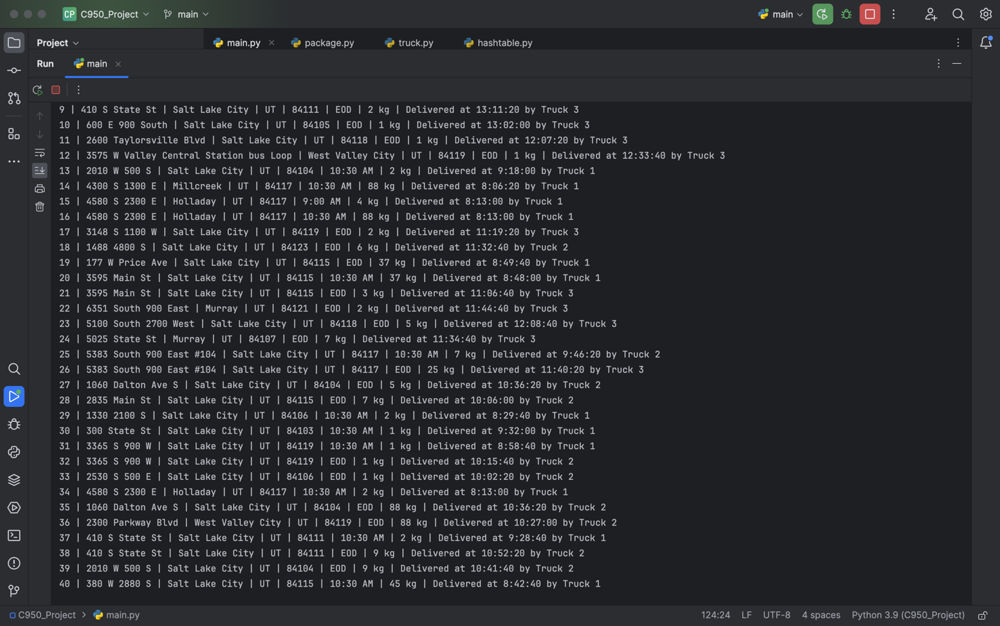 CP C950_Project main main
Project main.py package.py truck.py hashtable.py
Run main
9 | 410 S State St | Salt Lake City | UT | 84111 | EOD | 2 kg | Delivered at 13:11:20 by Truck 3
10 | 600 E 900 South | Salt Lake City | UT | 84105 | EOD | 1 kg | Delivered at 13:02:00 by Truck 3
11 | 2600 Taylorsville Blvd | Salt Lake City | UT | 84118 | EOD | 1 kg | Delivered at 12:07:20 by Truck 3
12 | 3575 W Valley Central Station bus Loop | West Valley City | UT | 84119 | EOD | 1 kg | Delivered at 12:33:40 by Truck 3
13 | 2010 W 500 S | Salt Lake City | UT | 84104 | 10:30 AM | 2 kg | Delivered at 9:18:00 by Truck 1
14 | 4300 S 1300 E | Millcreek | UT | 84117 | 10:30 AM | 88 kg | Delivered at 8:06:20 by Truck 1
15 | 4580 S 2300 E | Holladay | UT | 84117 | 9:00 AM | 4 kg | Delivered at 8:13:00 by Truck 1
16 | 4580 S 2300 E | Holladay | UT | 84117 | 10:30 AM | 88 kg | Delivered at 8:13:00 by Truck 1
17 | 3148 S 1100 W | Salt Lake City | UT | 84119 | EOD | 2 kg | Delivered at 11:19:20 by Truck 3
18 | 1488 4800 S | Salt Lake City | UT | 84123 | EOD | 6 kg | Delivered at 11:32:40 by Truck 2
19 | 177 W Price Ave | Salt Lake City | UT | 84115 | EOD | 37 kg | Delivered at 8:49:40 by Truck 1
20 | 3595 Main St | Salt Lake City | UT | 84115 | 10:30 AM | 37 kg | Delivered at 8:48:00 by Truck 1
21 | 3595 Main St | Salt Lake City | UT | 84115 | EOD | 3 kg | Delivered at 11:06:40 by Truck 3
22 | 6351 South 900 East | Murray | UT | 84121 | EOD | 2 kg | Delivered at 11:44:40 by Truck 3
23 | 5100 South 2700 West | Salt Lake City | UT | 84118 | EOD | 5 kg | Delivered at 12:08:40 by Truck 3
24 | 5025 State St | Murray | UT | 84107 | EOD | 7 kg | Delivered at 11:34:40 by Truck 3
25 | 5383 South 900 East #104 | Salt Lake City | UT | 84117 | 10:30 AM | 7 kg | Delivered at 9:46:20 by Truck 2
26 | 5383 South 900 East #104 | Salt Lake City | UT | 84117 | EOD | 25 kg | Delivered at 11:40:20 by Truck 3
27 | 1060 Dalton Ave S | Salt Lake City | UT | 84104 | EOD | 5 kg | Delivered at 10:36:20 by Truck 2
28 | 2835 Main St | Salt Lake City | UT | 84115 | EOD | 7 kg | Delivered at 10:06:00 by Truck 2
29 | 1330 2100 S | Salt Lake City | UT | 84106 | 10:30 AM | 2 kg | Delivered at 8:29:40 by Truck 1
30 | 300 State St | Salt Lake City | UT | 84103 | 10:30 AM | 1 kg | Delivered at 9:32:00 by Truck 1
31 | 3365 S 900 W | Salt Lake City | UT | 84119 | 10:30 AM | 1 kg | Delivered at 8:58:40 by Truck 1
32 | 3365 S 900 W | Salt Lake City | UT | 84119 | EOD | 1 kg | Delivered at 10:15:40 by Truck 2
33 | 2530 S 500 E | Salt Lake City | UT | 84106 | EOD | 1 kg | Delivered at 10:02:20 by Truck 2
34 | 4580 S 2300 E | Holladay | UT | 84117 | 10:30 AM | 2 kg | Delivered at 8:13:00 by Truck 1
35 | 1060 Dalton Ave S | Salt Lake City | UT | 84104 | EOD | 88 kg | Delivered at 10:36:20 by Truck 2
36 | 2300 Parkway Blvd | West Valley City | UT | 84119 | EOD | 88 kg | Delivered at 10:27:00 by Truck 2
37 | 410 S State St | Salt Lake City | UT | 84111 | 10:30 AM | 2 kg | Delivered at 9:28:40 by Truck 1
38 | 410 S State St | Salt Lake City | UT | 84111 | EOD | 9 kg | Delivered at 10:52:20 by Truck 2
39 | 2010 W 500 S | Salt Lake City | UT | 84104 | EOD | 9 kg | Delivered at 10:41:40 by Truck 2
40 | 380 W 2880 S | Salt Lake City | UT | 84115 | 10:30 AM | 45 kg | Delivered at 8:42:40 by Truck 1
C950_Project > main.py 124:24 LF UTF-8 4 spaces Python 3.9 (C950_Project)